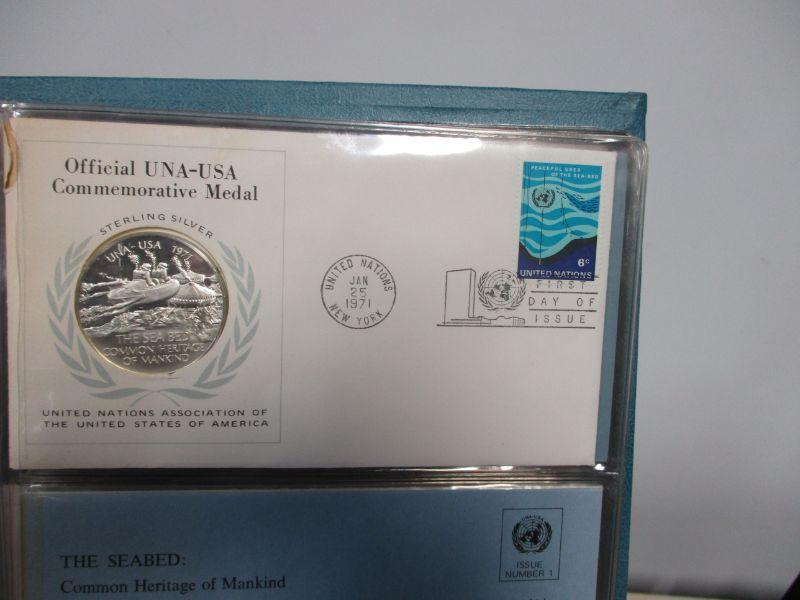 Official UNA-USA
Commemorative Medal
STERLING SILVER
UNA-USA 1971
THE SEA BED
COMMON HERITAGE
OF MANKIND
UNITED NATIONS ASSOCIATION OF
THE UNITED STATES OF AMERICA
UNITED NATIONS
JAN
25
1971
NEW YORK
PEACEFUL USES
OF THE SEA-BED
6c
UNITED NATIONS
FIRST
DAY OF
ISSUE
THE SEABED:
Common Heritage of Mankind
UNA-USA
ISSUE
NUMBER 1